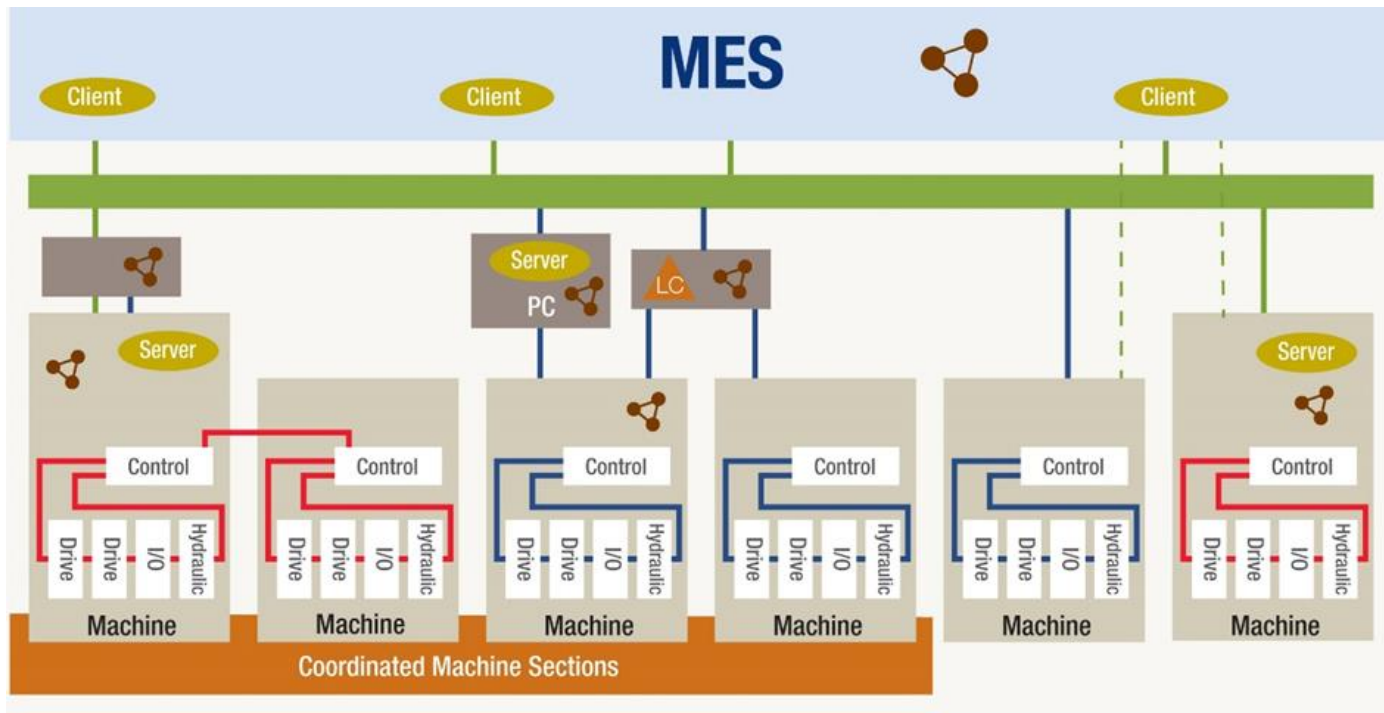 MES
Client
Client
Client
Server
PC
LC
Server
Server
Control
Control
Control
Control
Control
Control
Drive
Drive
I/O
Hydraulic
Drive
Drive
I/O
Hydraulic
Drive
Drive
I/O
Hydraulic
Drive
Drive
I/O
Hydraulic
Drive
Drive
I/O
Hydraulic
Drive
Drive
I/O
Hydraulic
Machine
Machine
Machine
Machine
Machine
Machine
Coordinated Machine Sections